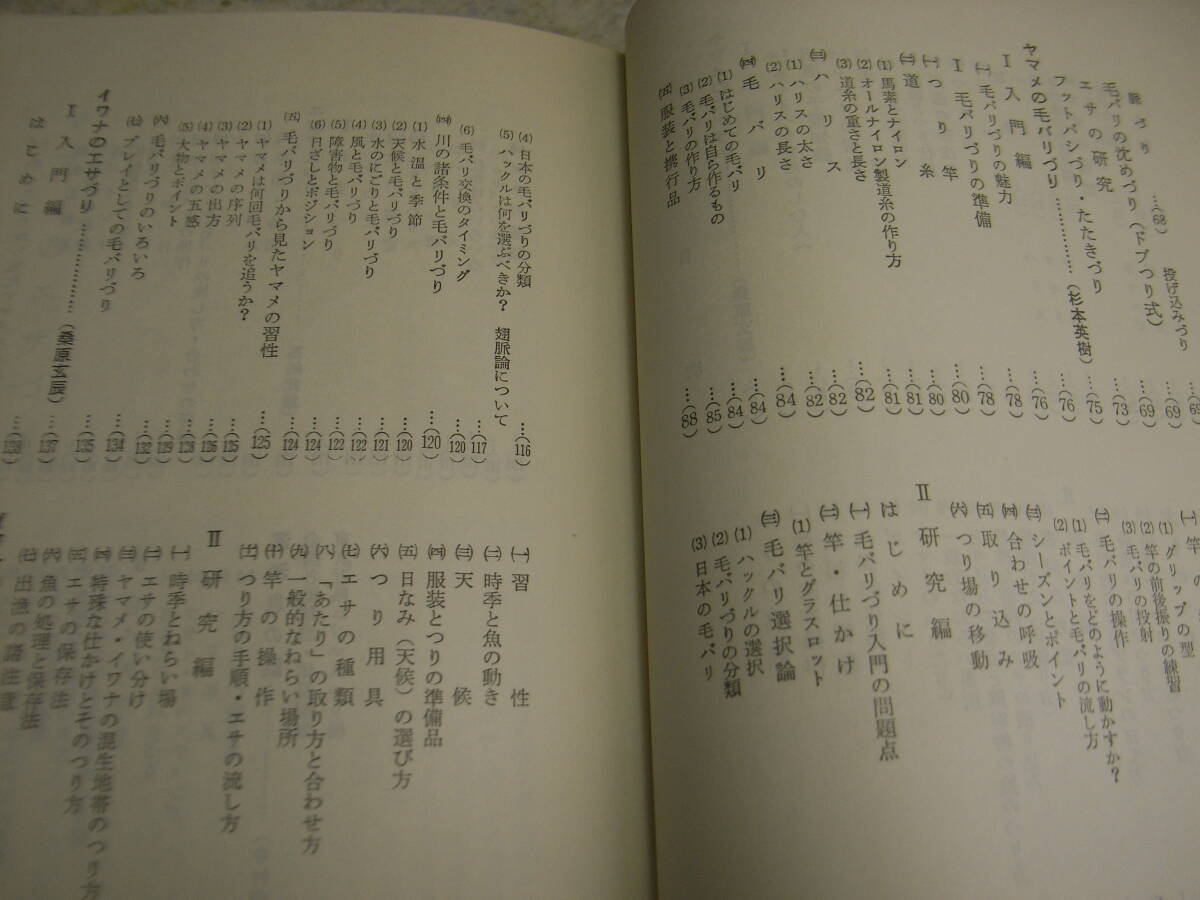 投げ込みづり
…(68)
毛バリの沈めづり(ドブつり式)
…(69)
エサの研究
…(73)
フットバシづり・たたきづり
…(75)
ヤマメの毛バリづり…………(杉本英樹)
…(76)
Ⅰ 入門編
…(76)
㈠ 毛バリづりの魅力
…(78)
Ⅰ 毛バリづりの準備
…(78)
㈠ つり竿
…(80)
㈡ 道糸
…(80)
(1) 馬素とナイロン
…(81)
(2) オールナイロン製道糸の作り方
…(81)
(3) 道糸の重さと長さ
…(82)
㈢ ハリス
…(82)
(1) ハリスの太さ
…(82)
(2) ハリスの長さ
…(84)
㈣ 毛バリ
…(84)
(1) はじめての毛バリ
…(84)
(2) 毛バリは自ら作るもの
…(85)
(3) 毛バリの作り方
㈤ 服装と携行品
…(88)
(1) グリップの型
(2) 竿の前後振りの練習
(3) 毛バリの投射
㈡ 毛バリの操作
(1) 毛バリをどのように動かすか?
(2) ポイントと毛バリの流し方
シーズンとポイント
㈣ 合わせの呼吸
㈤ 取り込み
㈥ つり場の移動
Ⅱ 研究編
はじめに
㈠ 毛バリづり入門の問題点
㈡ 竿・仕かけ
(1) 竿とグラスロット
㈢ 毛バリ選択論
(1) ハックルの選択
(2) 毛バリづりの分類
(3) 日本の毛バリ
(4) 日本の毛バリづりの分類
…(116)
(5) ハックルは何を選ぶべきか? 翅脈論について
(6) 毛バリ交換のタイミング
…(117)
㈣ 川の諸条件と毛バリづり
…(120)
(1) 水温と季節
…(120)
(2) 天候と毛バリづり
…(120)
(3) 水のにごりと毛バリづり
…(121)
(4) 風と毛バリづり
…(122)
(5) 障害物と毛バリづり
…(122)
(6) 日ざしとポジション
…(124)
㈤ 毛バリづりから見たヤマメの習性
…(124)
(1) ヤマメは何回毛バリを追うか?
…(125)
(2) ヤマメの序列
…(125)
(3) ヤマメの出方
…(126)
(4) ヤマメの五感
…(128)
(5) 大物とポイント
…(129)
㈥ 毛バリづりのいろいろ
…(132)
㈦ プレイとしての毛バリづり
…(134)
イワナのエサづり…………(桑原玄辰)
…(135)
Ⅰ 入門編
…(137)
はじめに
…(138)
㈠ 習性
㈡ 時季と魚の動き
㈢ 天候
㈣ 服装とつりの準備品
㈤ 日なみ(天候)の選び方
㈥ つり用具
㈦ エサの種類
㈧ 「あたり」の取り方と合わせ方
㈨ 一般的なねらい場所
㈩ 竿の操作
つり方の手順・エサの流し方
Ⅱ 研究編
㈠ 時季とねらい場
㈡ エサの使い分け
㈢ ヤマメ・イワナの混生地帯のつり方
㈣ 特殊な仕かけとそのつり方
㈤ エサの保存法
㈥ 魚の処理と保存法
㈦ 出漁の諸注意